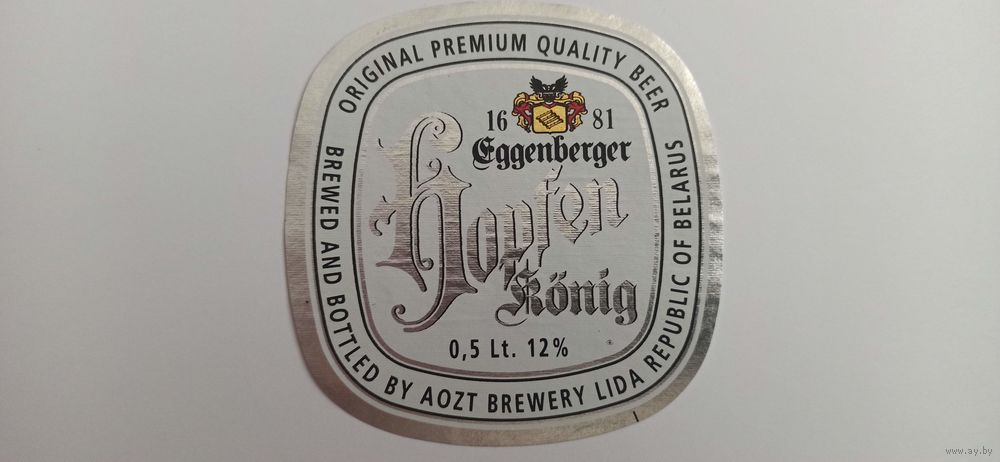 ORIGINAL PREMIUM QUALITY BEER
16 81
Eggenberger
Hopfen
König
0,5 Lt. 12%
BREWED AND BOTTLED BY AOZT BREWERY LIDA REPUBLIC OF BELARUS
www.ay.by